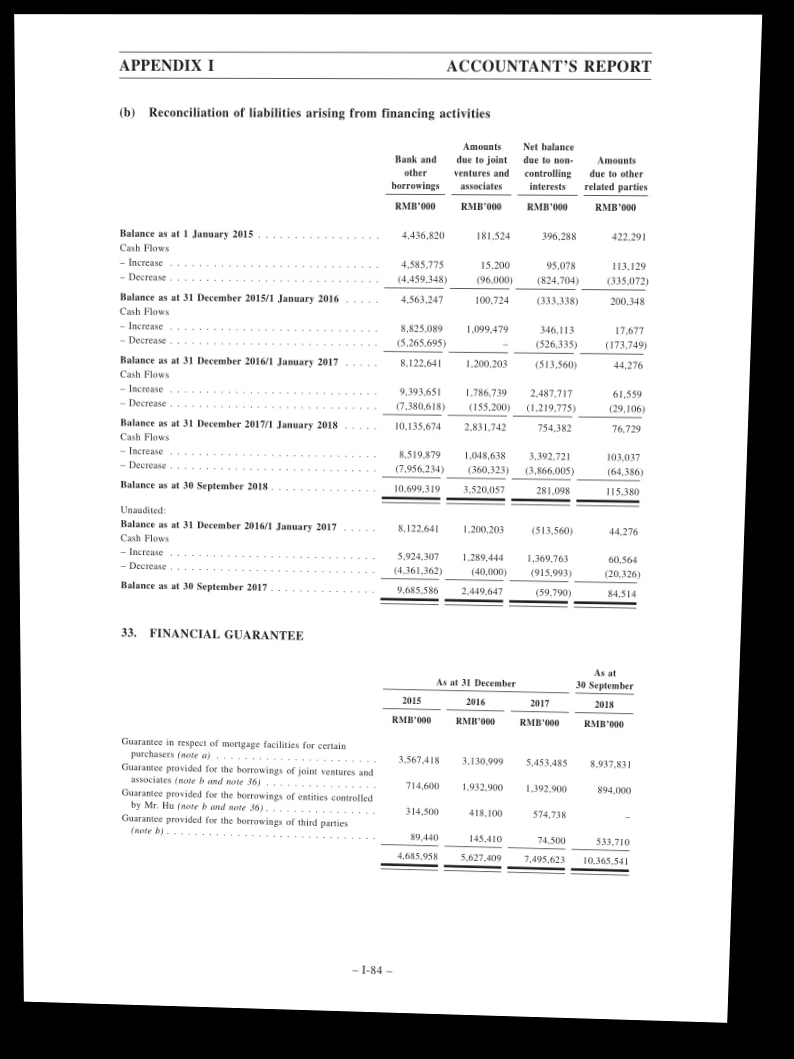 APPENDIX I ACCOUNTANT'S REPORT
(b) Reconciliation of liabilities arising from financing activities
Bank and other borrowings Amounts due to joint ventures and associates Net balance due to non-controlling interests Amounts due to other related parties
RMB'000 RMB'000 RMB'000 RMB'000
Balance as at 1 January 2015 4,436,820 181,524 396,288 422,291
Cash Flows
– Increase 4,585,775 15,200 95,078 113,129
– Decrease (4,459,348) (96,000) (824,704) (335,072)
Balance as at 31 December 2015/1 January 2016 4,563,247 100,724 (333,338) 200,348
Cash Flows
– Increase 8,825,089 1,099,479 346,113 17,677
– Decrease (5,265,695) – (526,335) (173,749)
Balance as at 31 December 2016/1 January 2017 8,122,641 1,200,203 (513,560) 44,276
Cash Flows
– Increase 9,393,651 1,786,739 2,487,717 61,559
– Decrease (7,380,618) (155,200) (1,219,775) (29,106)
Balance as at 31 December 2017/1 January 2018 10,135,674 2,831,742 754,382 76,729
Cash Flows
– Increase 8,519,879 1,048,638 3,392,721 103,037
– Decrease (7,956,234) (360,323) (3,866,005) (64,386)
Balance as at 30 September 2018 10,699,319 3,520,057 281,098 115,380
Unaudited:
Balance as at 31 December 2016/1 January 2017 8,122,641 1,200,203 (513,560) 44,276
Cash Flows
– Increase 5,924,307 1,289,444 1,369,763 60,564
– Decrease (4,361,362) (40,000) (915,993) (20,326)
Balance as at 30 September 2017 9,685,586 2,449,647 (59,790) 84,514
33. FINANCIAL GUARANTEE
As at 31 December As at 30 September
2015 2016 2017 2018
RMB'000 RMB'000 RMB'000 RMB'000
Guarantee in respect of mortgage facilities for certain
purchasers (note a) 3,567,418 3,130,999 5,453,485 8,937,831
Guarantee provided for the borrowings of joint ventures and
associates (note b and note 36) 714,600 1,932,900 1,392,900 894,000
Guarantee provided for the borrowings of entities controlled
by Mr. Hu (note b and note 36) 314,500 418,100 574,738 –
Guarantee provided for the borrowings of third parties
(note b) 89,440 145,410 74,500 533,710
4,685,958 5,627,409 7,495,623 10,365,541
– I-84 –